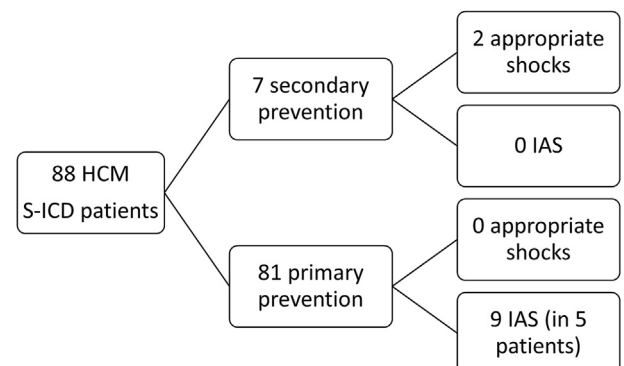 88 HCM
S-ICD patients
7 secondary
prevention
2 appropriate
shocks
0 IAS
81 primary
prevention
0 appropriate
shocks
9 IAS (in 5
patients)